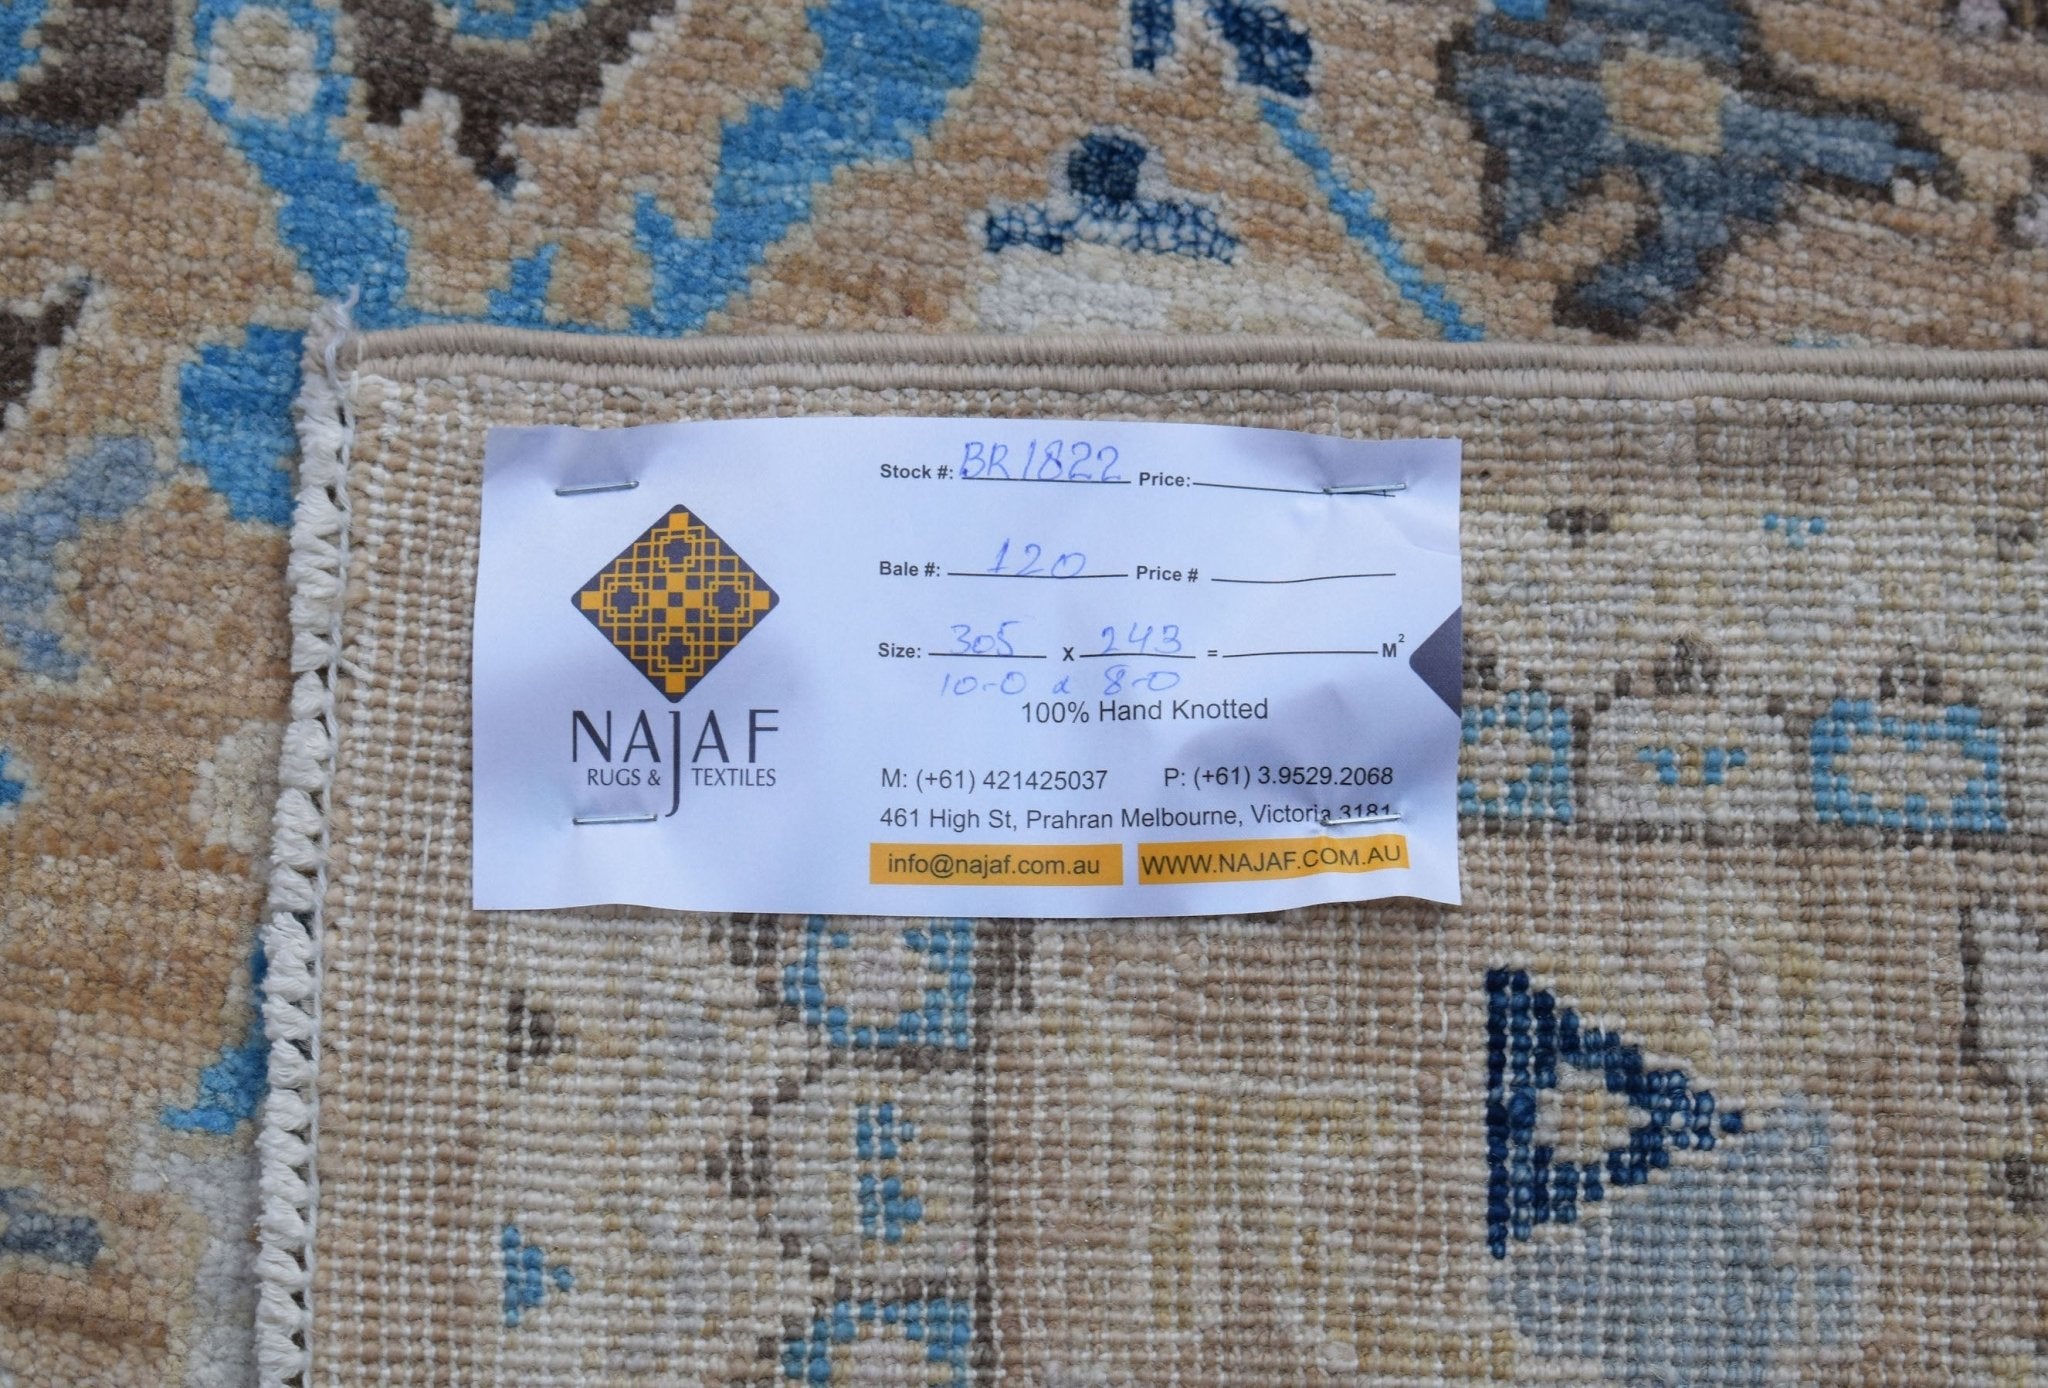 Stock #: BR1822 Price:
Bale #: 120 Price #
Size: 305 x 243 = M²
10-0 x 8-0
100% Hand Knotted
NAJAF
RUGS & TEXTILES
M: (+61) 421425037 P: (+61) 3.9529.2068
461 High St, Prahran Melbourne, Victoria 3181
info@najaf.com.au WWW.NAJAF.COM.AU